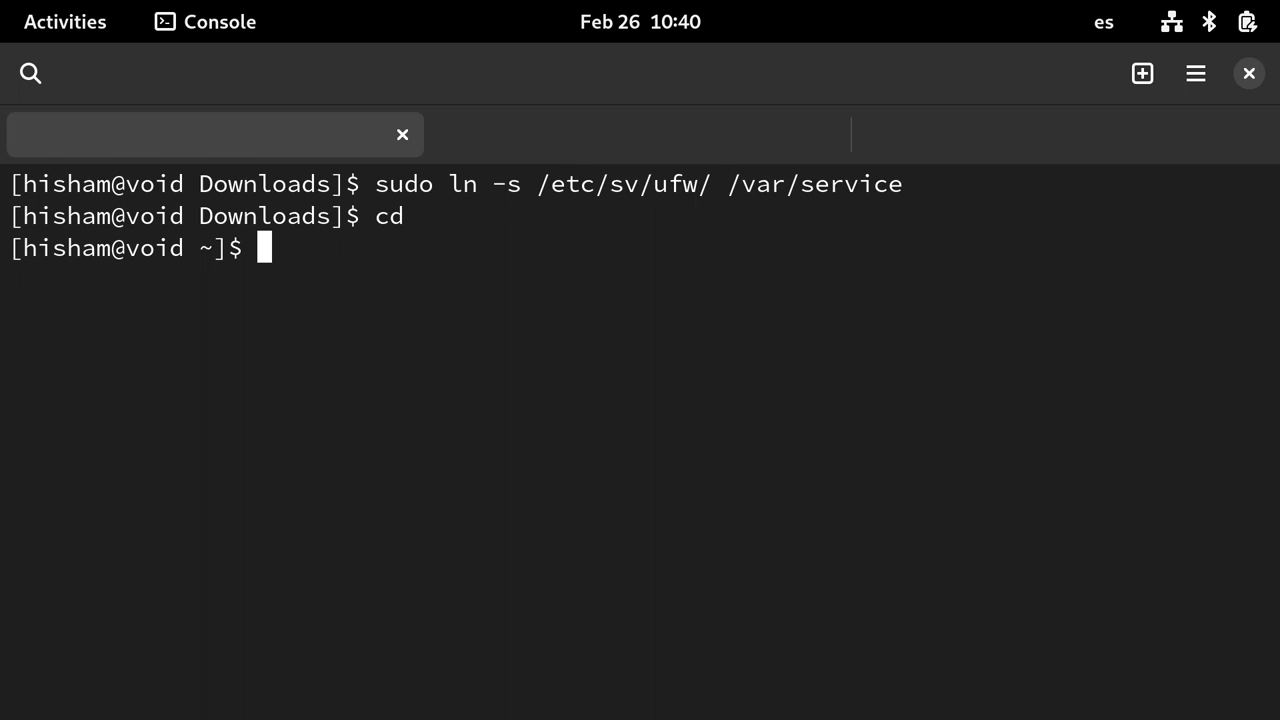 Activities Console Feb 26 10:40 es
[hisham@void Downloads]$ sudo ln -s /etc/sv/ufw/ /var/service
[hisham@void Downloads]$ cd
[hisham@void ~]$